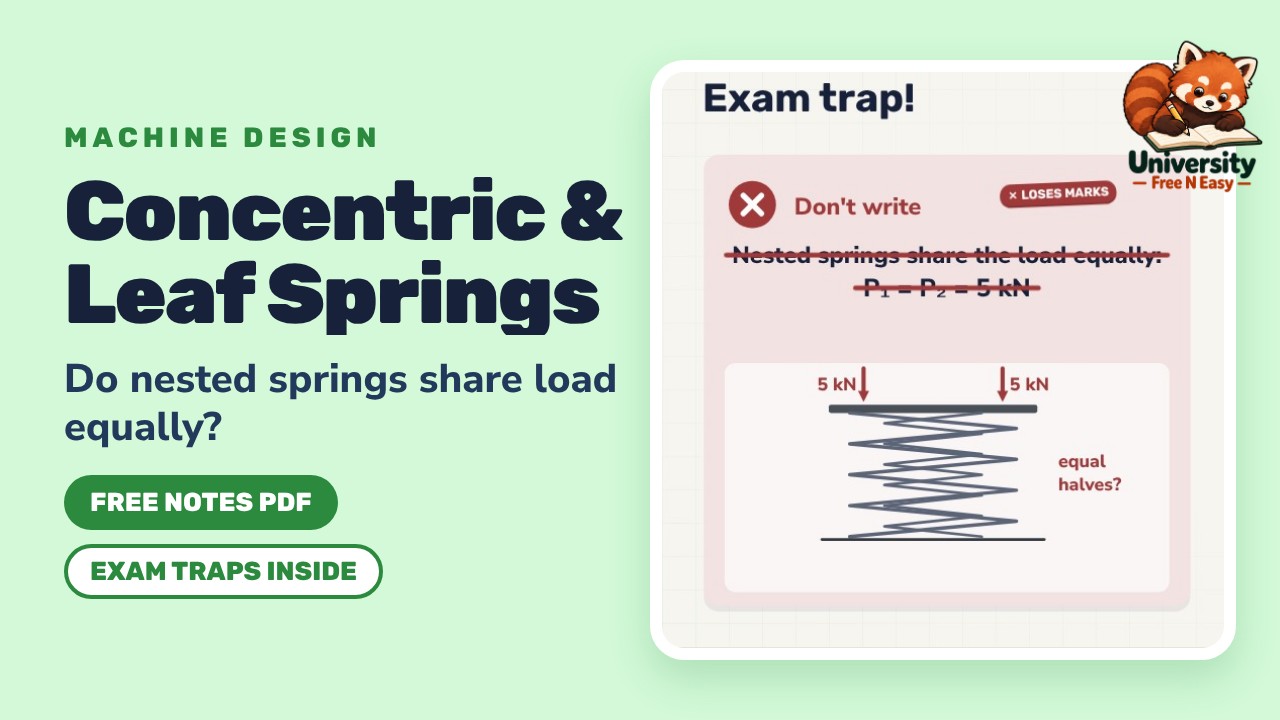 MACHINE DESIGN
Concentric &
Leaf Springs
Do nested springs share load
equally?
FREE NOTES PDF
EXAM TRAPS INSIDE
Exam trap!
Don't write
× LOSES MARKS
Nested springs share the load equally:
P₁ = P₂ = 5 kN
5 kN
5 kN
equal
halves?
University
Free N Easy